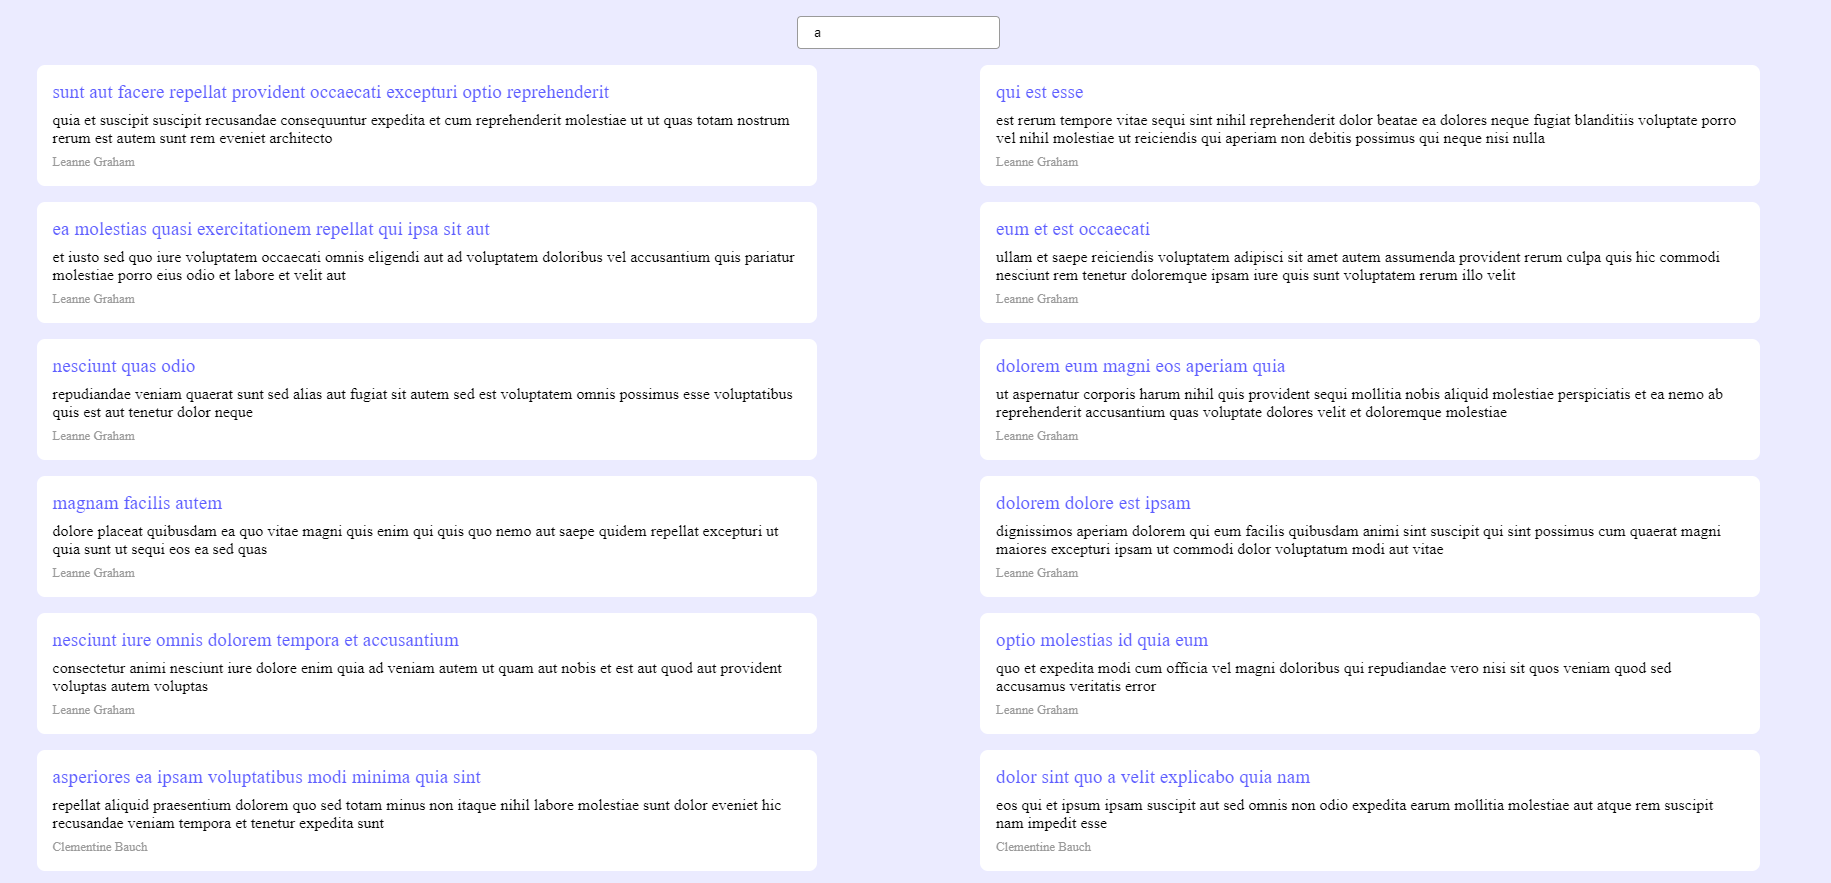 a
sunt aut facere repellat provident occaecati excepturi optio reprehenderit
quia et suscipit suscipit recusandae consequuntur expedita et cum reprehenderit molestiae ut ut quas totam nostrum
rerum est autem sunt rem eveniet architecto
Leanne Graham
qui est esse
est rerum tempore vitae sequi sint nihil reprehenderit dolor beatae ea dolores neque fugiat blanditiis voluptate porro
vel nihil molestiae ut reiciendis qui aperiam non debitis possimus qui neque nisi nulla
Leanne Graham
ea molestias quasi exercitationem repellat qui ipsa sit aut
et iusto sed quo iure voluptatem occaecati omnis eligendi aut ad voluptatem doloribus vel accusantium quis pariatur
molestiae porro eius odio et labore et velit aut
Leanne Graham
eum et est occaecati
ullam et saepe reiciendis voluptatem adipisci sit amet autem assumenda provident rerum culpa quis hic commodi
nesciunt rem tenetur doloremque ipsam iure quis sunt voluptatem rerum illo velit
Leanne Graham
nesciunt quas odio
repudiandae veniam quaerat sunt sed alias aut fugiat sit autem sed est voluptatem omnis possimus esse voluptatibus
quis est aut tenetur dolor neque
Leanne Graham
dolorem eum magni eos aperiam quia
ut aspernatur corporis harum nihil quis provident sequi mollitia nobis aliquid molestiae perspiciatis et ea nemo ab
reprehenderit accusantium quas voluptate dolores velit et doloremque molestiae
Leanne Graham
magnam facilis autem
dolore placeat quibusdam ea quo vitae magni quis enim qui quis quo nemo aut saepe quidem repellat excepturi ut
quia sunt ut sequi eos ea sed quas
Leanne Graham
dolorem dolore est ipsam
dignissimos aperiam dolorem qui eum facilis quibusdam animi sint suscipit qui sint possimus cum quaerat magni
maiores excepturi ipsam ut commodi dolor voluptatum modi aut vitae
Leanne Graham
nesciunt iure omnis dolorem tempora et accusantium
consectetur animi nesciunt iure dolore enim quia ad veniam autem ut quam aut nobis et est aut quod aut provident
voluptas autem voluptas
Leanne Graham
optio molestias id quia eum
quo et expedita modi cum officia vel magni doloribus qui repudiandae vero nisi sit quos veniam quod sed
accusamus veritatis error
Leanne Graham
asperiores ea ipsam voluptatibus modi minima quia sint
repellat aliquid praesentium dolorem quo sed totam minus non itaque nihil labore molestiae sunt dolor eveniet hic
recusandae veniam tempora et tenetur expedita sunt
Clementine Bauch
dolor sint quo a velit explicabo quia nam
eos qui et ipsum ipsam suscipit aut sed omnis non odio expedita earum mollitia molestiae aut atque rem suscipit
nam impedit esse
Clementine Bauch